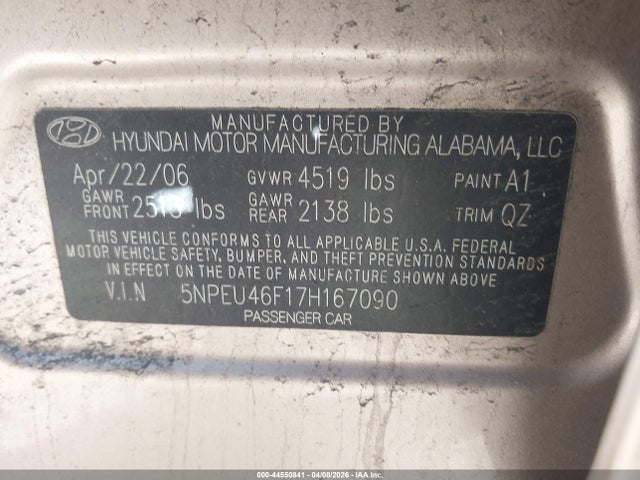 MANUFACTURED BY
HYUNDAI MOTOR MANUFACTURING ALABAMA, LLC
Apr/22/06 GVWR 4519 lbs PAINT A1
GAWR FRONT lbs GAWR REAR 2138 lbs TRIM QZ
THIS VEHICLE CONFORMS TO ALL APPLICABLE U.S.A. FEDERAL
MOTOR VEHICLE SAFETY, BUMPER, AND THEFT PREVENTION STANDARDS
IN EFFECT ON THE DATE OF MANUFACTURE SHOWN ABOVE
V.I.N 5NPEU46F17H167090
PASSENGER CAR
000-44550841 - 04/08/2026 - IAAI.COM